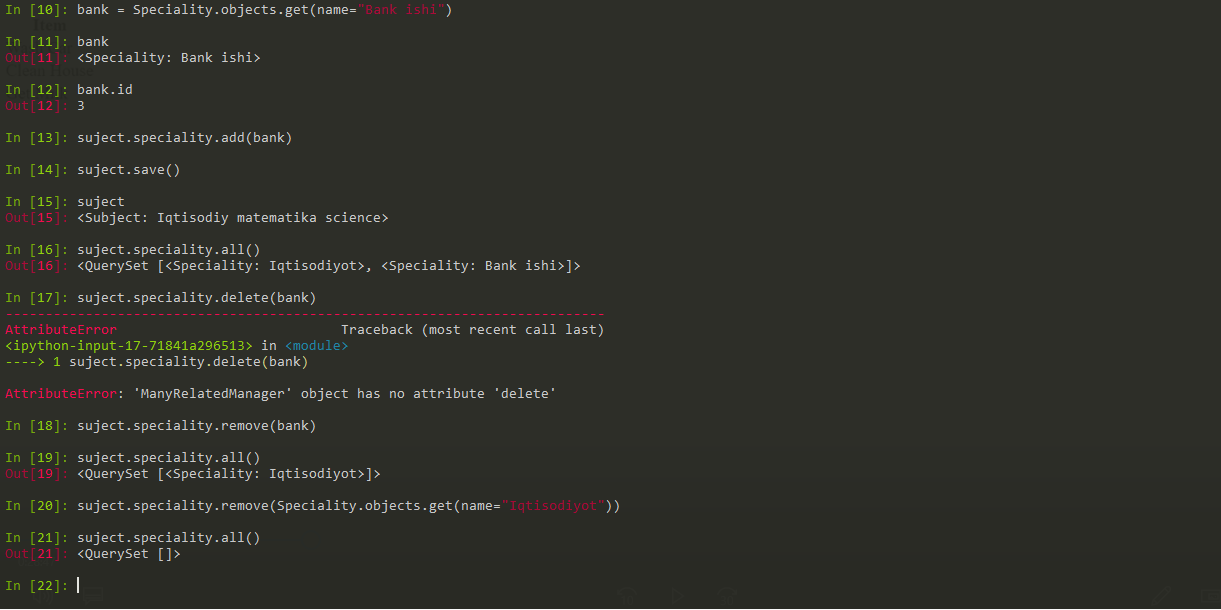 In [10]: bank = Speciality.objects.get(name="Bank ishi")
In [11]: bank
Out[11]: <Speciality: Bank ishi>
In [12]: bank.id
Out[12]: 3
In [13]: suject.speciality.add(bank)
In [14]: suject.save()
In [15]: suject
Out[15]: <Subject: Iqtisodiy matematika science>
In [16]: suject.speciality.all()
Out[16]: <QuerySet [<Speciality: Iqtisodiyot>, <Speciality: Bank ishi>]>
In [17]: suject.speciality.delete(bank)
---------------------------------------------------------------------------
AttributeError                            Traceback (most recent call last)
<ipython-input-17-71841a296513> in <module>
----> 1 suject.speciality.delete(bank)
AttributeError: 'ManyRelatedManager' object has no attribute 'delete'
In [18]: suject.speciality.remove(bank)
In [19]: suject.speciality.all()
Out[19]: <QuerySet [<Speciality: Iqtisodiyot>]>
In [20]: suject.speciality.remove(Speciality.objects.get(name="Iqtisodiyot"))
In [21]: suject.speciality.all()
Out[21]: <QuerySet []>
In [22]: